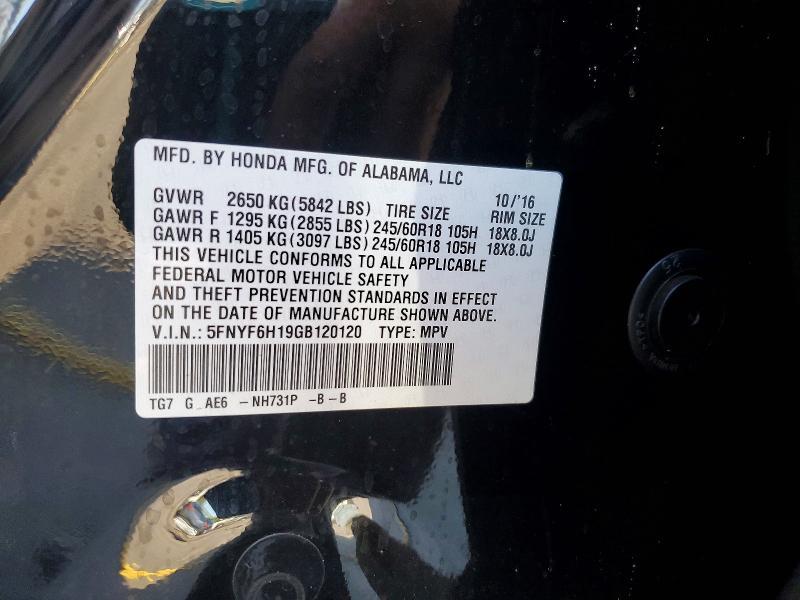 MFD. BY HONDA MFG. OF ALABAMA, LLC
10/'16
GVWR 2650 KG (5842 LBS) TIRE SIZE RIM SIZE
GAWR F 1295 KG (2855 LBS) 245/60R18 105H 18X8.0J
GAWR R 1405 KG (3097 LBS) 245/60R18 105H 18X8.0J
THIS VEHICLE CONFORMS TO ALL APPLICABLE
FEDERAL MOTOR VEHICLE SAFETY
AND THEFT PREVENTION STANDARDS IN EFFECT
ON THE DATE OF MANUFACTURE SHOWN ABOVE.
V.I.N.: 5FNYF6H19GB120120 TYPE: MPV
TG7 G_AE6 - NH731P - B - B
25